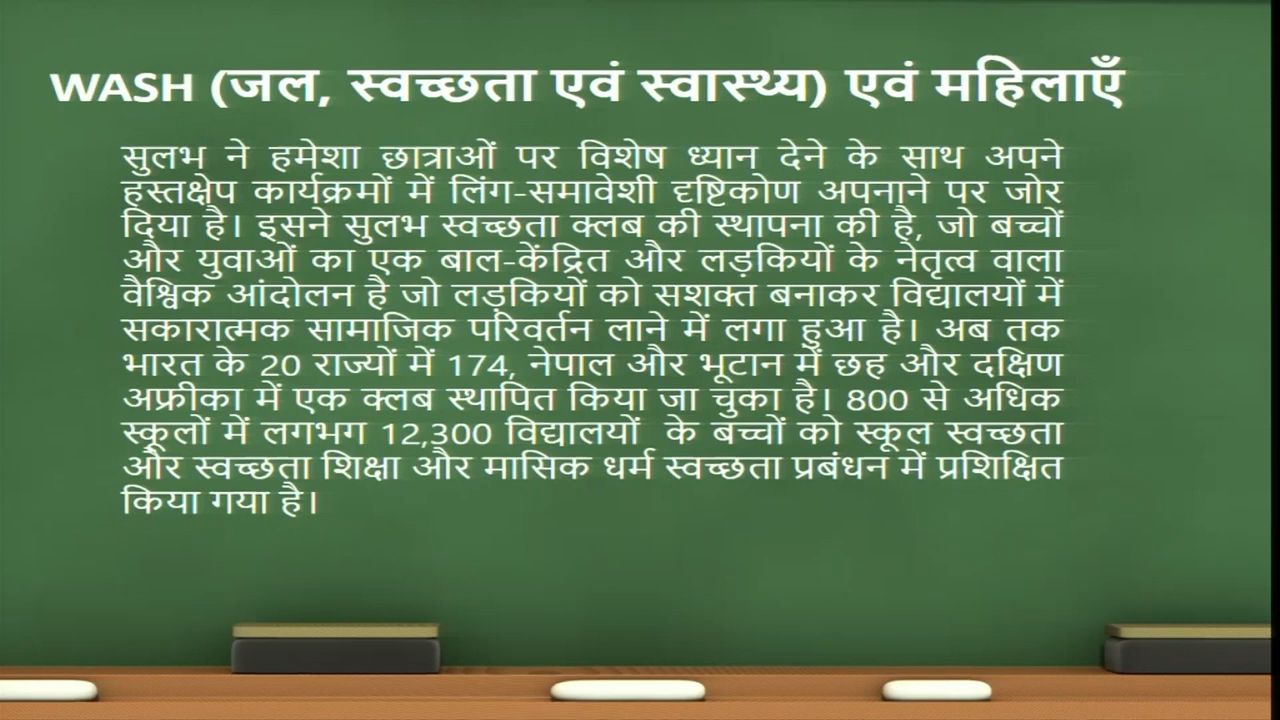 WASH (जल, स्वच्छता एवं स्वास्थ्य) एवं महिलाएँ
सुलभ ने हमेशा छात्राओं पर विशेष ध्यान देने के साथ अपने
हस्तक्षेप कार्यक्रमों में लिंग-समावेशी दृष्टिकोण अपनाने पर जोर
दिया है। इसने सुलभ स्वच्छता क्लब की स्थापना की है, जो बच्चों
और युवाओं का एक बाल-केंद्रित और लड़कियों के नेतृत्व वाला
वैश्विक आंदोलन है जो लड़कियों को सशक्त बनाकर विद्यालयों में
सकारात्मक सामाजिक परिवर्तन लाने में लगा हुआ है। अब तक
भारत के 20 राज्यों में 174, नेपाल और भूटान में छह और दक्षिण
अफ्रीका में एक क्लब स्थापित किया जा चुका है। 800 से अधिक
स्कूलों में लगभग 12,300 विद्यालयों के बच्चों को स्कूल स्वच्छता
और स्वच्छता शिक्षा और मासिक धर्म स्वच्छता प्रबंधन में प्रशिक्षित
किया गया है।